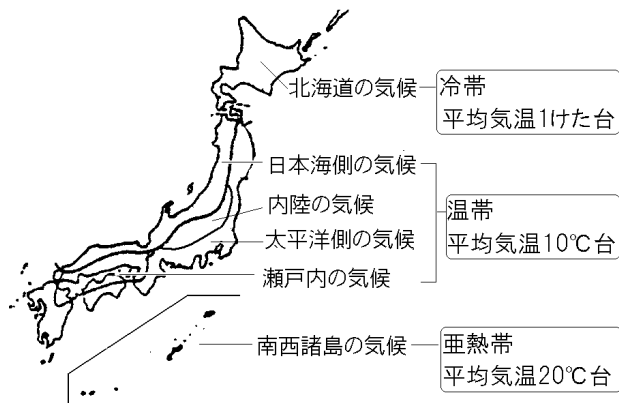 北海道の気候
冷帯
平均気温1けた台
日本海側の気候
内陸の気候
太平洋側の気候
瀬戸内の気候
温帯
平均気温10℃台
南西諸島の気候
亜熱帯
平均気温20℃台